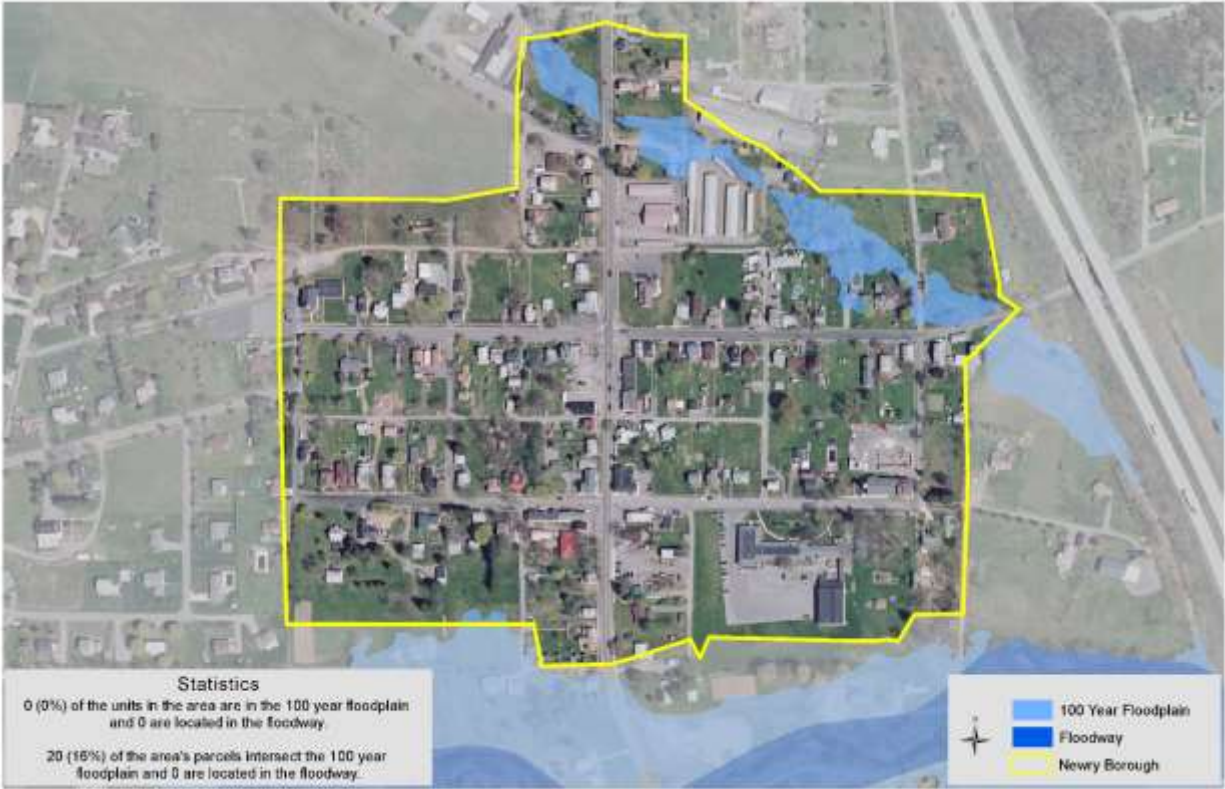 Statistics
0 (0%) of the units in the area are in the 100 year floodplain
and 0 are located in the floodway.
20 (16%) of the area's parcels intersect the 100 year
floodplain and 0 are located in the floodway.
100 Year Floodplain
Floodway
Newry Borough